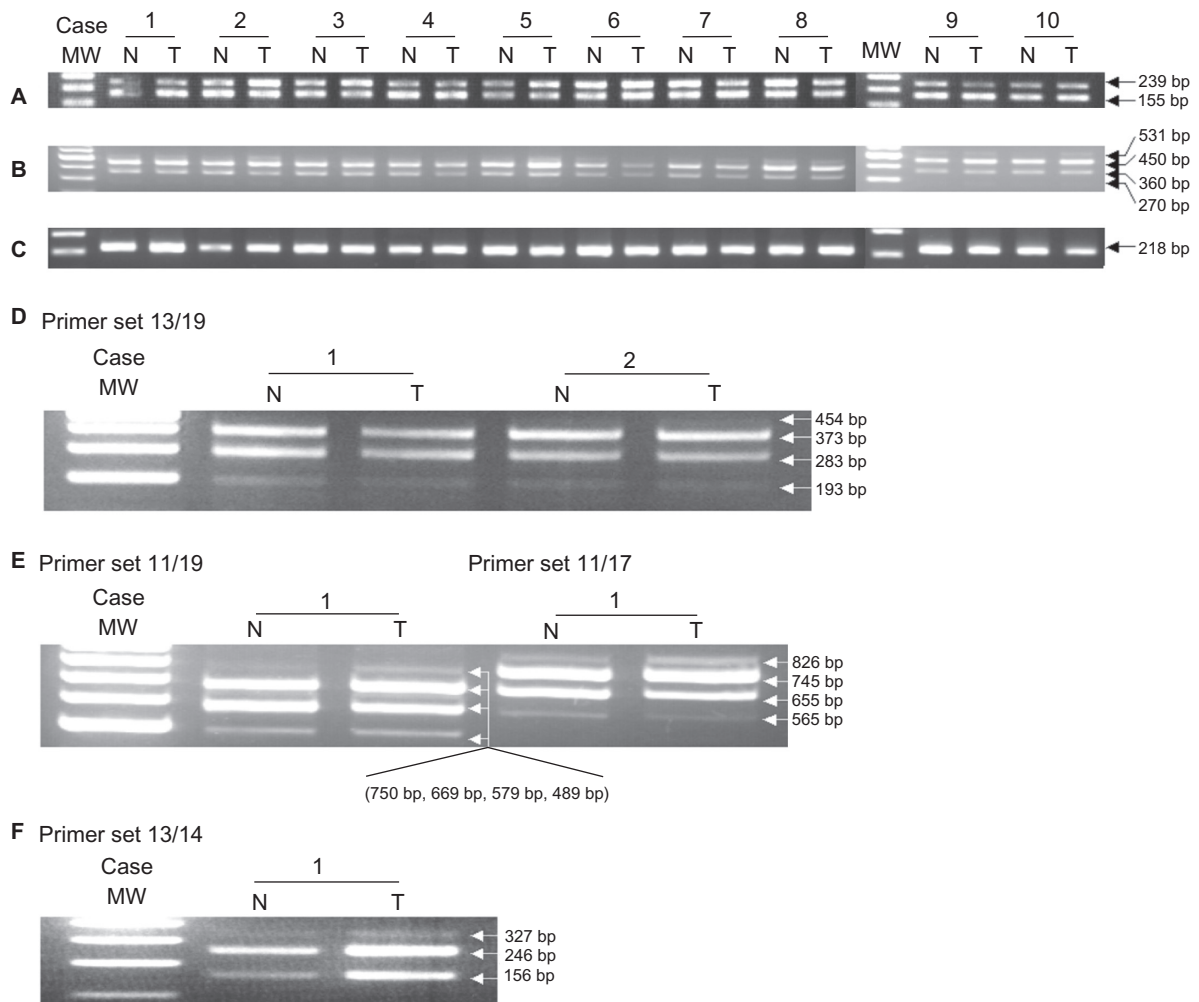 Case 1 2 3 4 5 6 7 8 9 10
MW N T N T N T N T N T N T N T N T MW N T N T
A
239 bp
155 bp
B
531 bp
450 bp
360 bp
270 bp
C
218 bp
D Primer set 13/19
Case 1 2
MW N T N T
454 bp
373 bp
283 bp
193 bp
E Primer set 11/19 Primer set 11/17
Case 1 1
MW N T N T
826 bp
745 bp
655 bp
565 bp
(750 bp, 669 bp, 579 bp, 489 bp)
F Primer set 13/14
Case 1
MW N T
327 bp
246 bp
156 bp